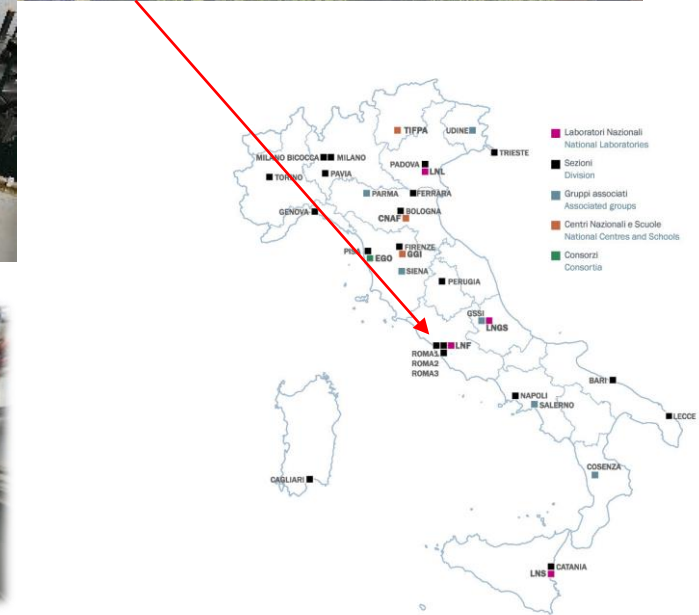 TIFPA
UDINE
TRIESTE
MILANO BICOCCA
MILANO
PADOVA
LNL
TORINO
PAVIA
PARMA
FERRARA
GENOVA
BOLOGNA
CNAF
PISA
EGO
FIRENZE
GGI
SIENA
PERUGIA
GSSI
LNGS
LNF
ROMA1
ROMA2
ROMA3
BARI
NAPOLI
SALERNO
LECCE
COSENZA
CAGLIARI
CATANIA
LNS
Laboratori Nazionali
National Laboratories
Sezioni
Division
Gruppi associati
Associated groups
Centri Nazionali e Scuole
National Centres and Schools
Consorzi
Consortia